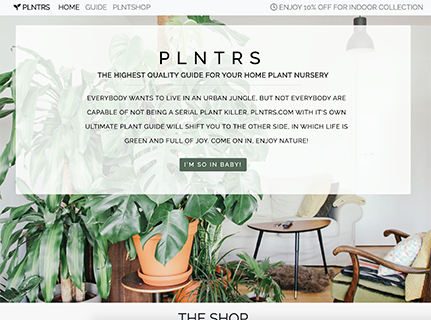 PLNTRS HOME GUIDE PLNTSHOP ENJOY 10% OFF FOR INDOOR COLLECTION
PLNTRS
THE HIGHEST QUALITY GUIDE FOR YOUR HOME PLANT NURSERY
EVERYBODY WANTS TO LIVE IN AN URBAN JUNGLE, BUT NOT EVERYBODY ARE
CAPABLE OF NOT BEING A SERIAL PLANT KILLER. PLNTRS.COM WITH IT'S OWN
ULTIMATE PLANT GUIDE WILL SHIFT YOU TO THE OTHER SIDE, IN WHICH LIFE IS
GREEN AND FULL OF JOY. COME ON IN, ENJOY NATURE!
I'M SO IN BABY!
THE SHOP